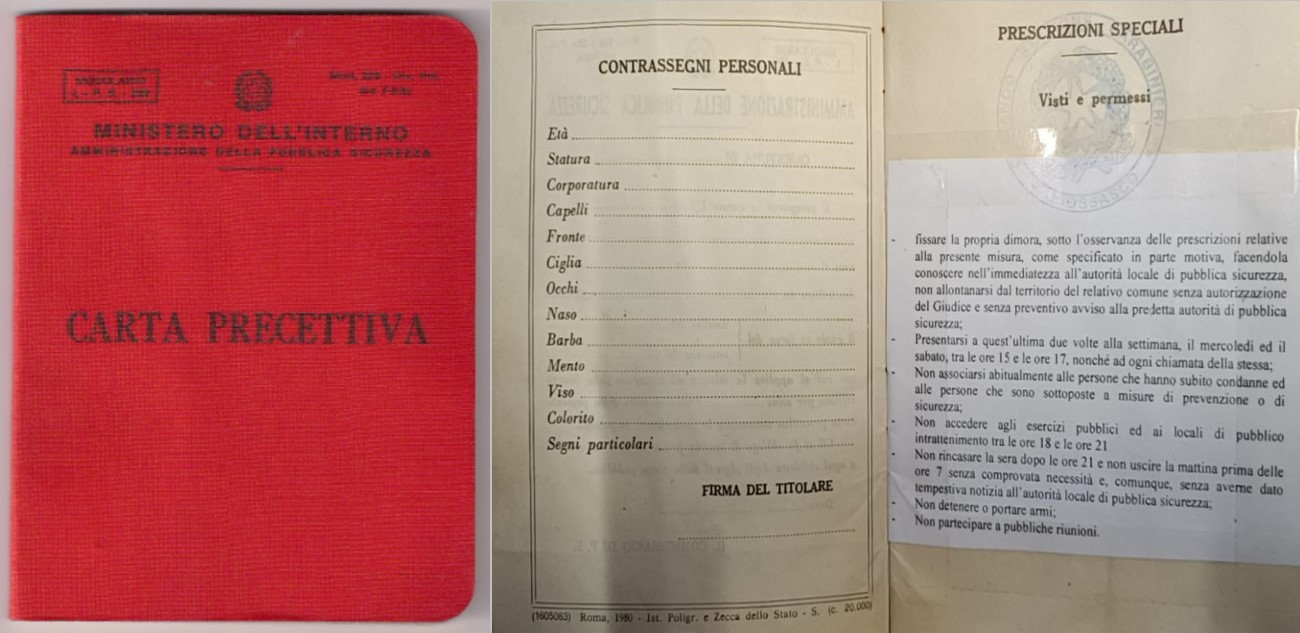 MINISTERO DELL'INTERNO
AMMINISTRAZIONE DELLA PUBBLICA SICUREZZA
CARTA PRECETTIVA
CONTRASSEGNI PERSONALI
Età
Statura
Corporatura
Capelli
Fronte
Ciglia
Occhi
Naso
Barba
Mento
Viso
Colorito
Segni particolari
FIRMA DEL TITOLARE
(1605063) Roma, 1980 - Ist. Poligr. e Zecca dello Stato - S. (c. 20.000)
PRESCRIZIONI SPECIALI
Visti e permessi
- fissare la propria dimora, sotto l'osservanza delle prescrizioni relative
alla presente misura, come specificato in parte motiva, facendola
conoscere nell'immediatezza all'autorità locale di pubblica sicurezza,
non allontanarsi dal territorio del relativo comune senza autorizzazione
del Giudice e senza preventivo avviso alla predetta autorità di pubblica
sicurezza;
- Presentarsi a quest'ultima due volte alla settimana, il mercoledì ed il
sabato, tra le ore 15 e le ore 17, nonché ad ogni chiamata della stessa;
- Non associarsi abitualmente alle persone che hanno subito condanne ed
alle persone che sono sottoposte a misure di prevenzione o di
sicurezza;
- Non accedere agli esercizi pubblici ed ai locali di pubblico
intrattenimento tra le ore 18 e le ore 21
- Non rincasare la sera dopo le ore 21 e non uscire la mattina prima delle
ore 7 senza comprovata necessità e, comunque, senza averne dato
tempestiva notizia all'autorità locale di pubblica sicurezza;
- Non detenere o portare armi;
- Non partecipare a pubbliche riunioni.